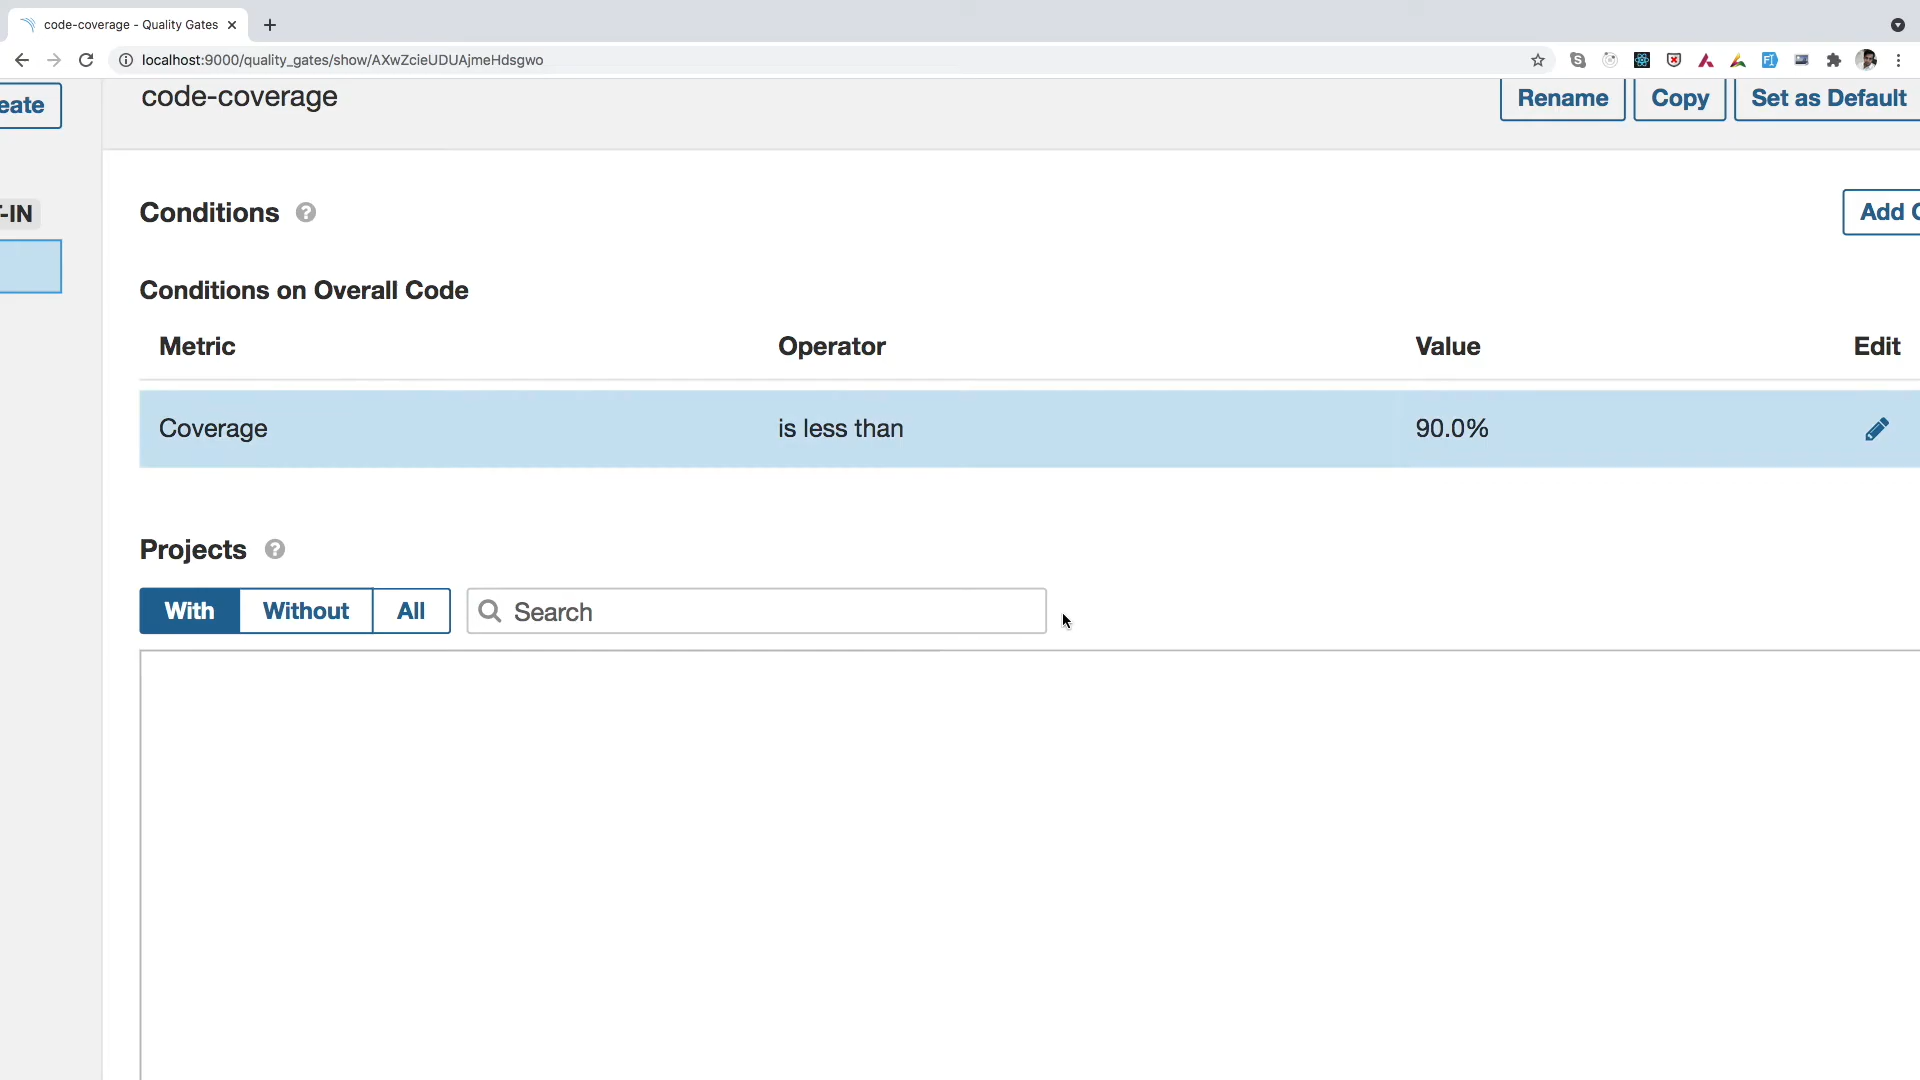 code-coverage - Quality Gates
localhost:9000/quality_gates/show/AXwZcieUDUAjmeHdsgwo
eate
code-coverage
Rename
Copy
Set as Default
Conditions
Add C
-IN
Conditions on Overall Code
Metric Operator Value Edit
Coverage is less than 90.0%
Projects
With Without All Search